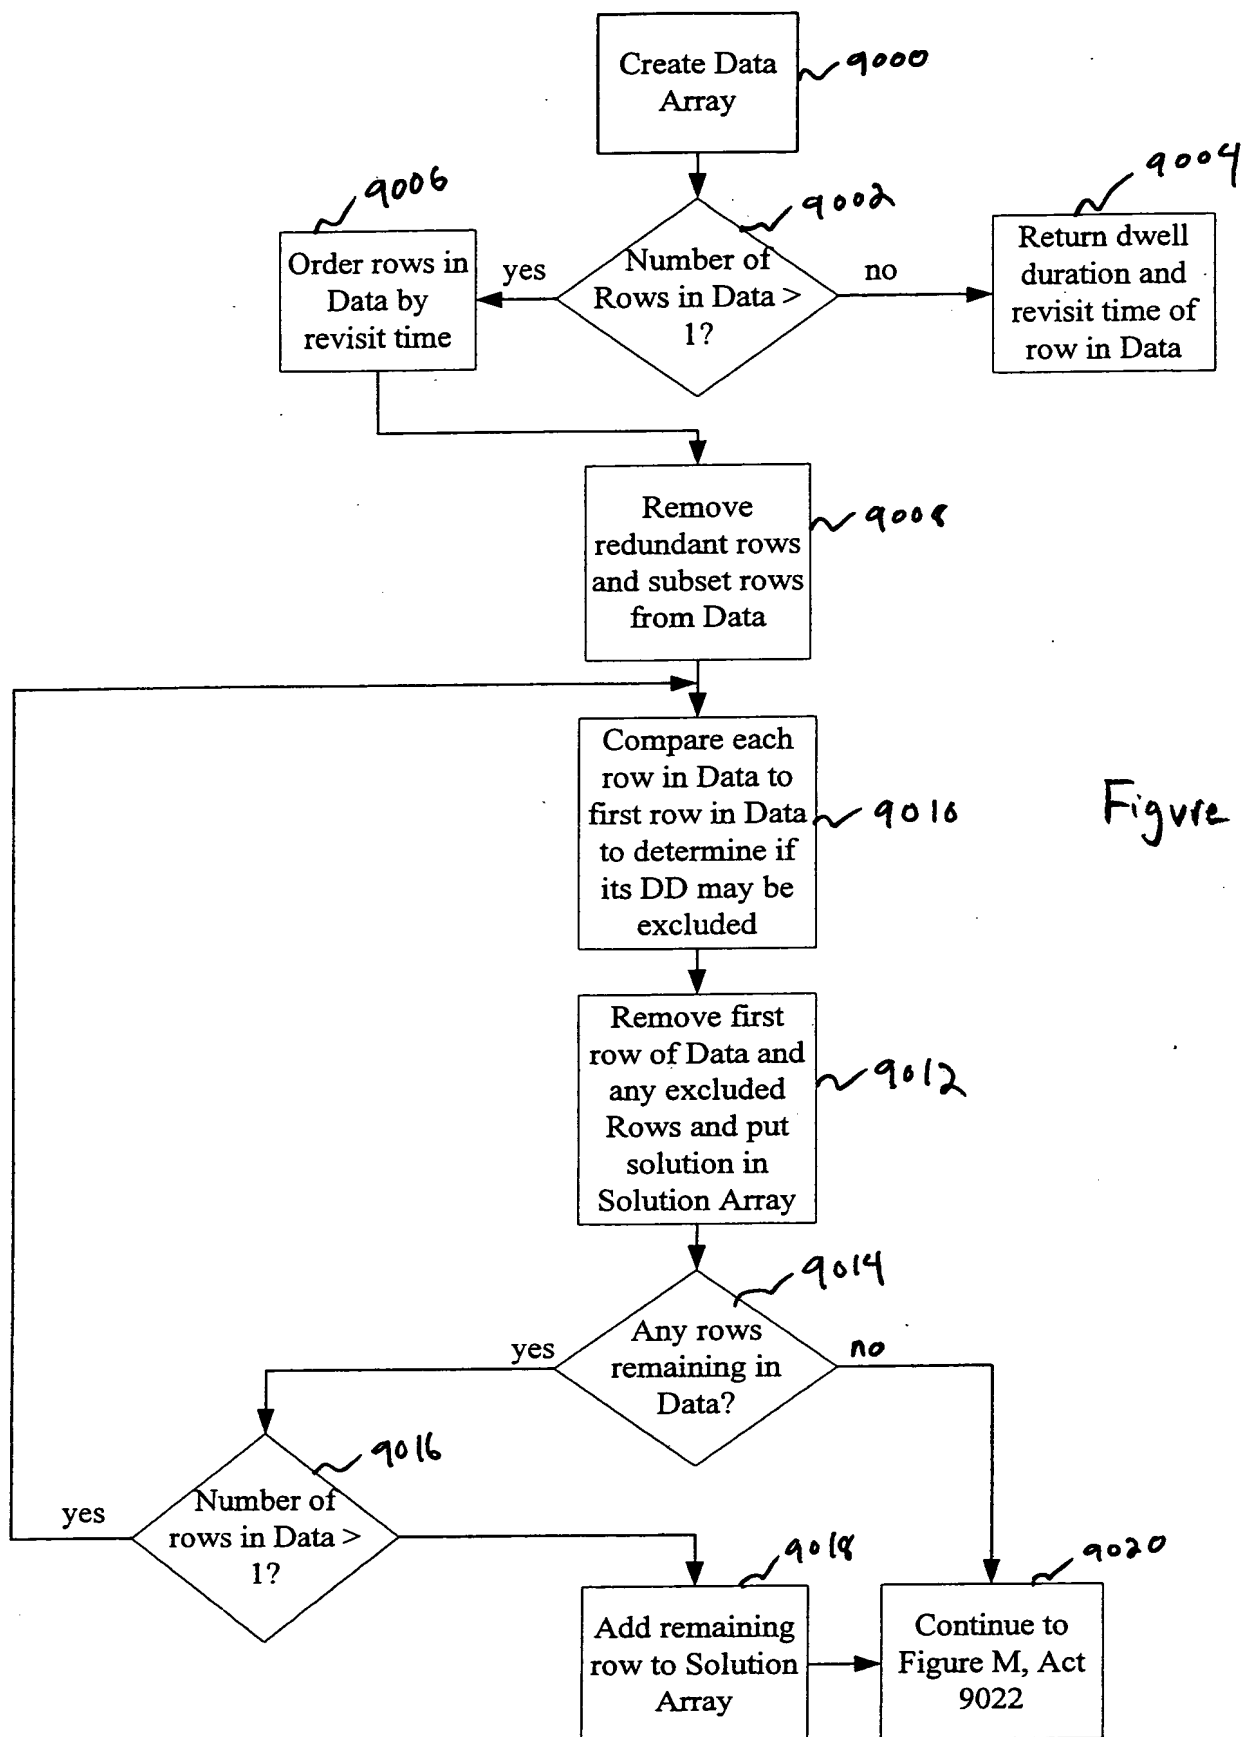 Create Data
Array
9000
9006
9002
9004
Order rows in
Data by
revisit time
yes
Number of
Rows in Data >
1?
no
Return dwell
duration and
revisit time of
row in Data
Remove
redundant rows
and subset rows
from Data
9008
Compare each
row in Data to
first row in Data
to determine if
its DD may be
excluded
9010
Figure
Remove first
row of Data and
any excluded
Rows and put
solution in
Solution Array
9012
9014
yes
Any rows
remaining in
Data?
no
9016
yes
Number of
rows in Data >
1?
9018
9020
Add remaining
row to Solution
Array
Continue to
Figure M, Act
9022